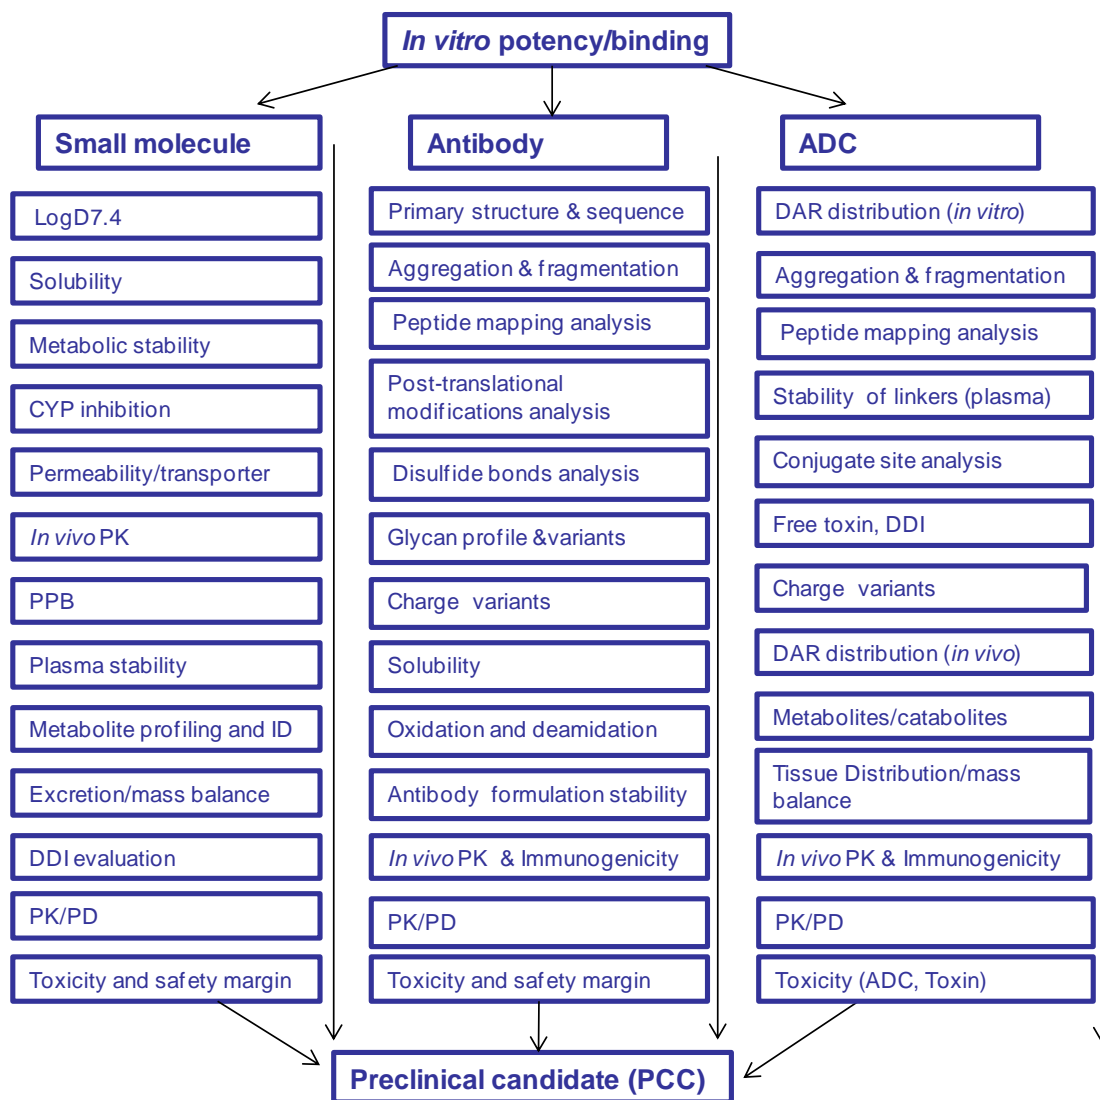 In vitro potency/binding
Small molecule
LogD7.4
Solubility
Metabolic stability
CYP inhibition
Permeability/transporter
In vivo PK
PPB
Plasma stability
Metabolite profiling and ID
Excretion/mass balance
DDI evaluation
PK/PD
Toxicity and safety margin
Antibody
Primary structure & sequence
Aggregation & fragmentation
Peptide mapping analysis
Post-translational
modifications analysis
Disulfide bonds analysis
Glycan profile &variants
Charge variants
Solubility
Oxidation and deamidation
Antibody formulation stability
In vivo PK & Immunogenicity
PK/PD
Toxicity and safety margin
ADC
DAR distribution (in vitro)
Aggregation & fragmentation
Peptide mapping analysis
Stability of linkers (plasma)
Conjugate site analysis
Free toxin, DDI
Charge variants
DAR distribution (in vivo)
Metabolites/catabolites
Tissue Distribution/mass
balance
In vivo PK & Immunogenicity
PK/PD
Toxicity (ADC, Toxin)
Preclinical candidate (PCC)